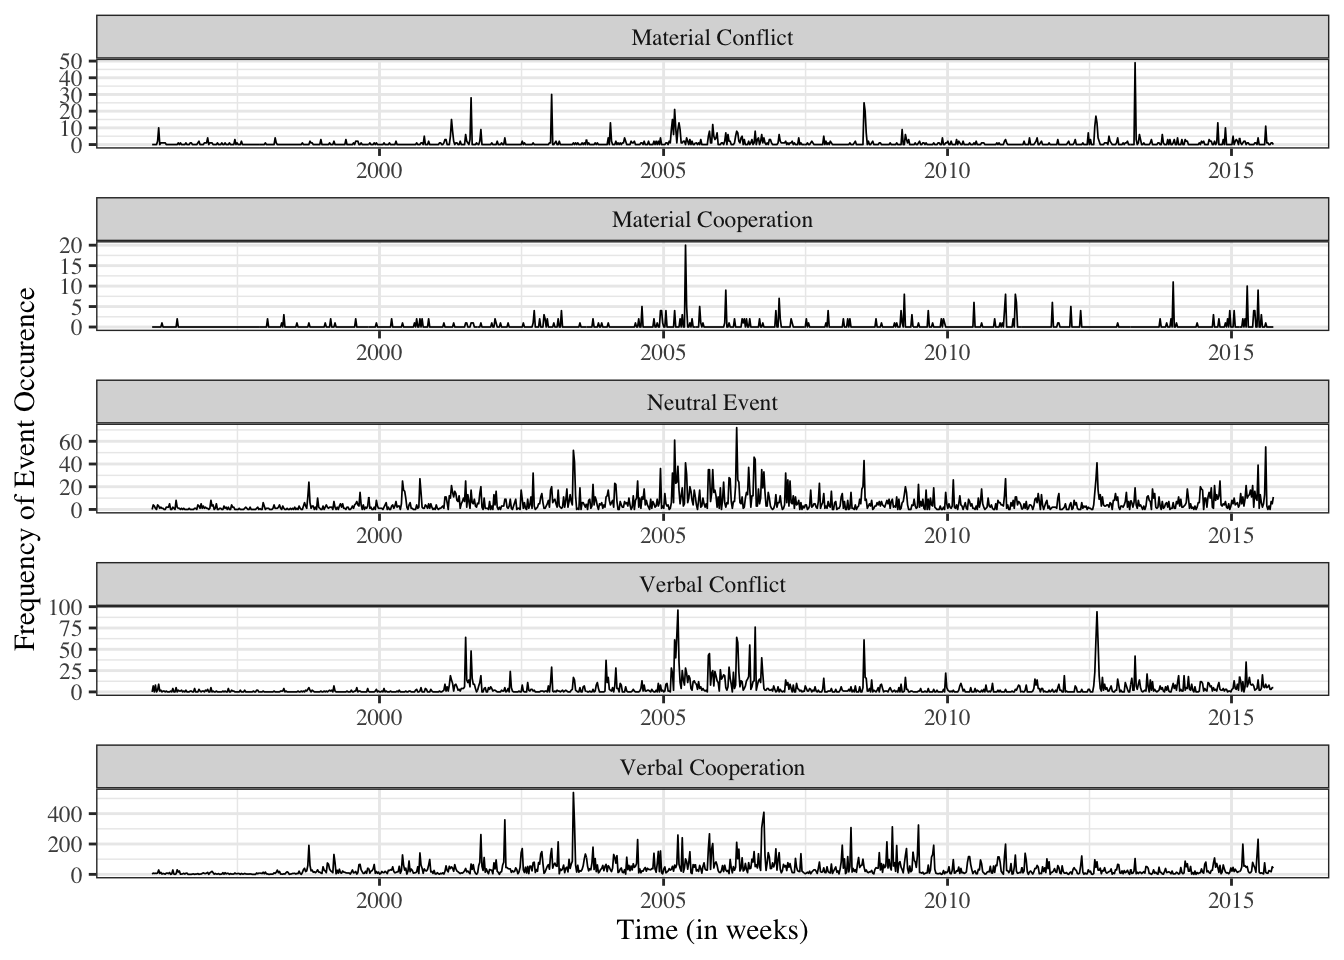 Material Conflict
50
40
30
20
10
0
2000 2005 2010 2015
Material Cooperation
20
15
10
5
0
2000 2005 2010 2015
Neutral Event
60
40
20
0
2000 2005 2010 2015
Verbal Conflict
100
75
50
25
0
2000 2005 2010 2015
Verbal Cooperation
400
200
0
2000 2005 2010 2015
Time (in weeks)
Frequency of Event Occurence